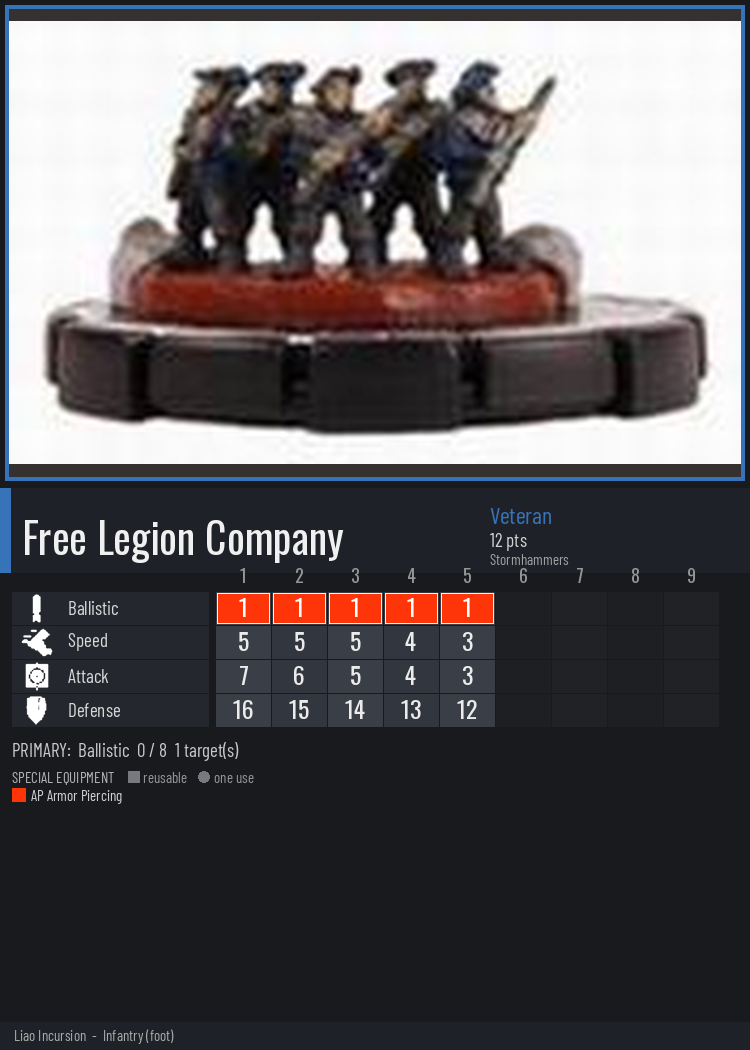 Free Legion Company
Veteran
12 pts
Stormhammers
1 2 3 4 5 6 7 8 9
Ballistic 1 1 1 1 1
Speed 5 5 5 4 3
Attack 7 6 5 4 3
Defense 16 15 14 13 12
PRIMARY: Ballistic 0 / 8 1 target(s)
SPECIAL EQUIPMENT reusable one use
AP Armor Piercing
Liao Incursion - Infantry (foot)